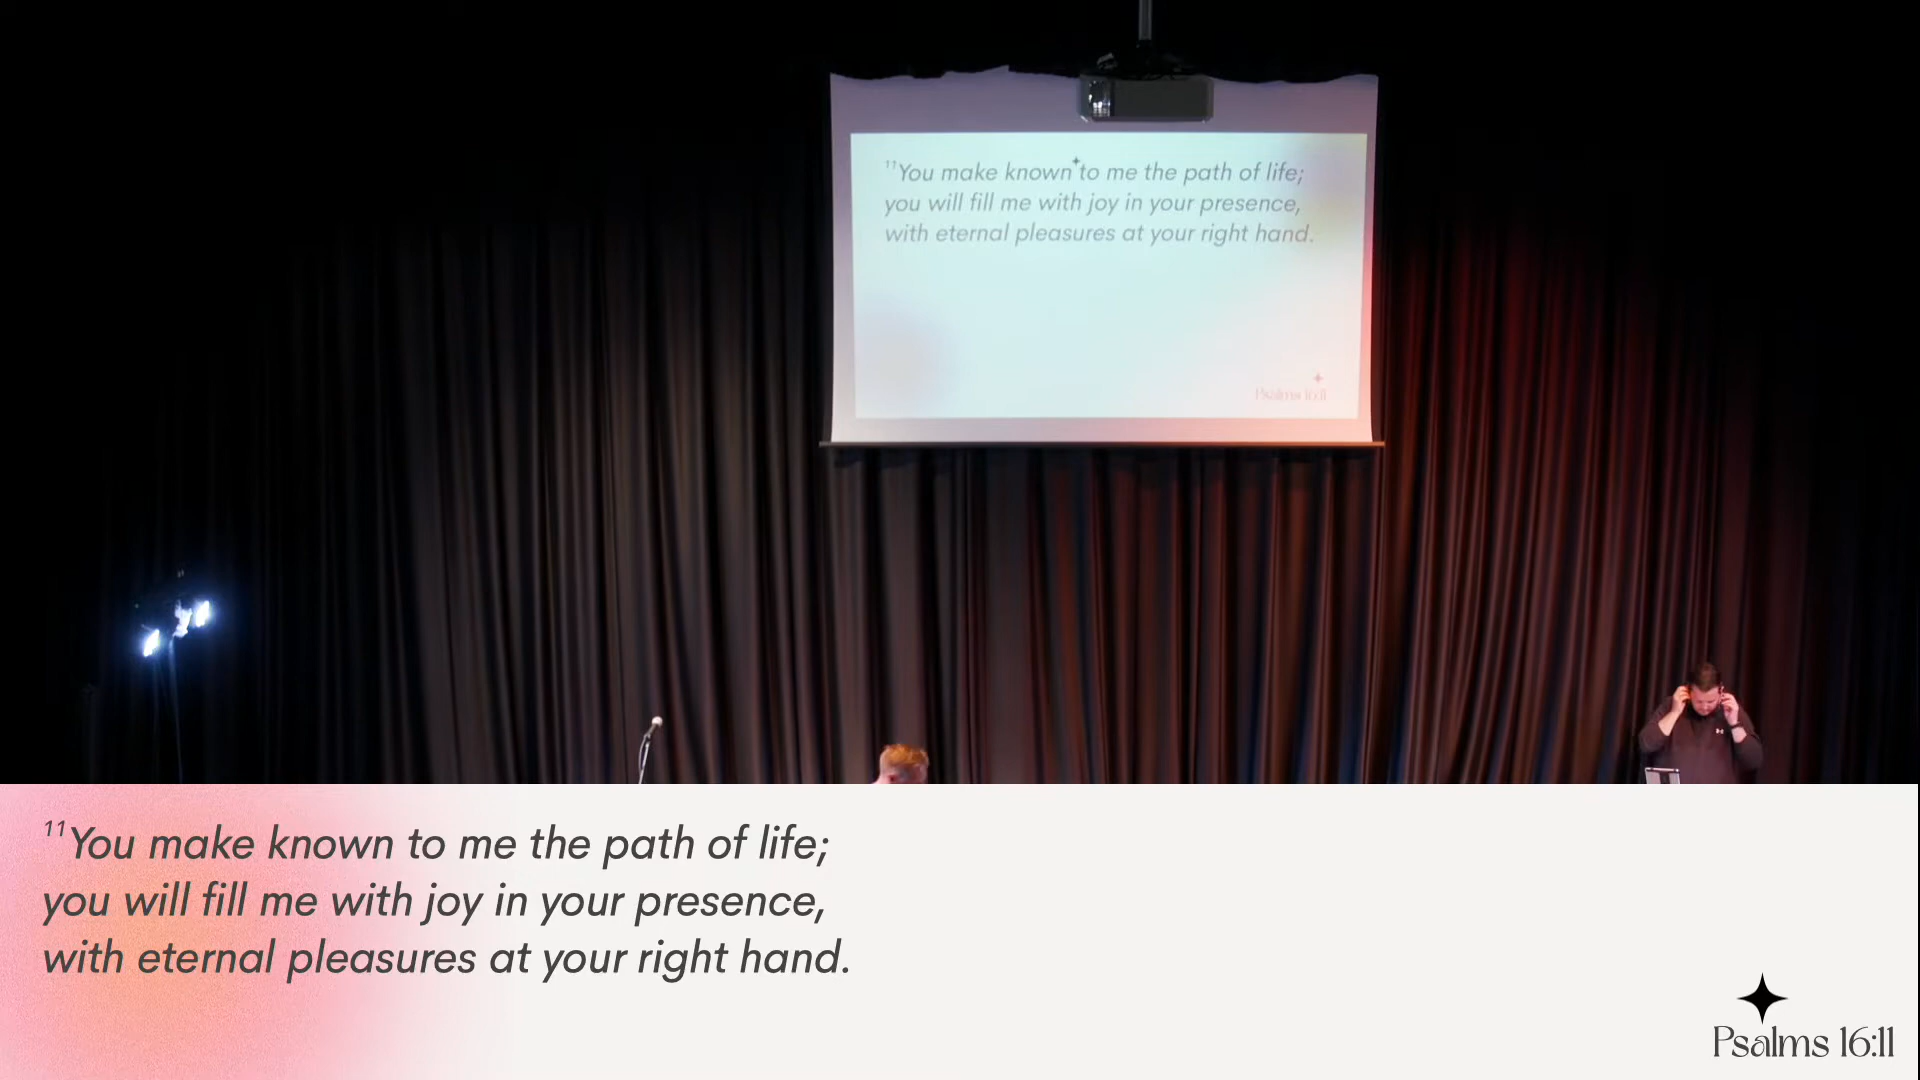 ¹¹You make known to me the path of life;
you will fill me with joy in your presence,
with eternal pleasures at your right hand.
Psalms 16:11
¹¹You make known to me the path of life;
you will fill me with joy in your presence,
with eternal pleasures at your right hand.
Psalms 16:11